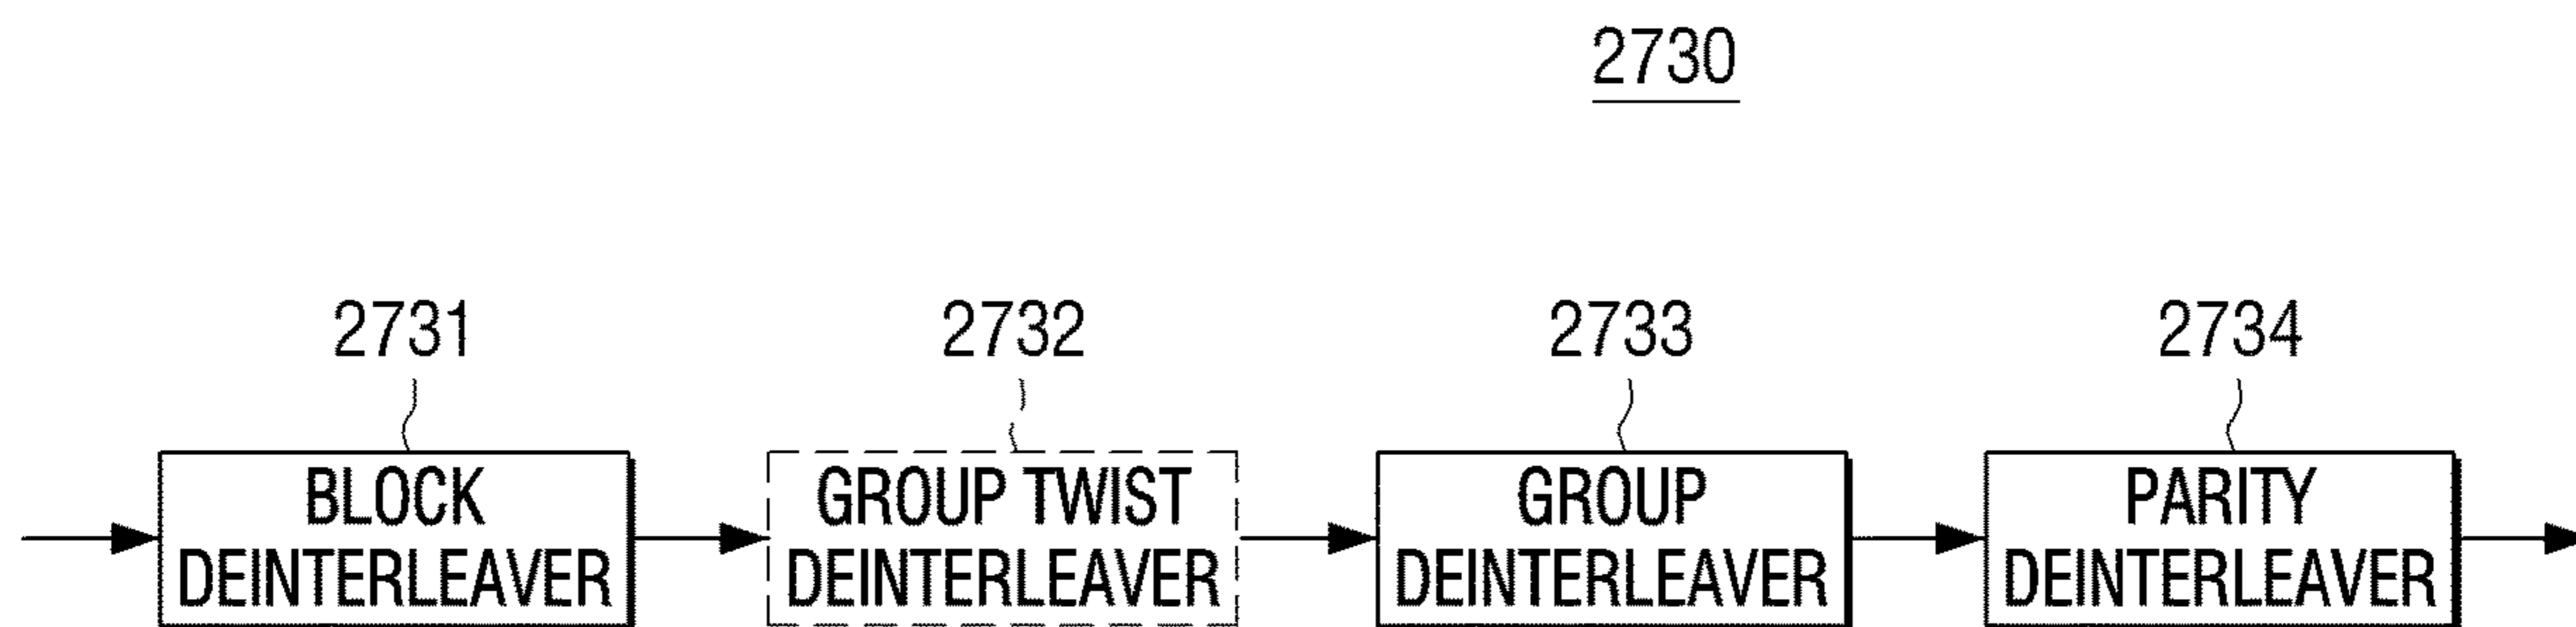 2730
2731
2732
2733
2734
BLOCK
DEINTERLEAVER
GROUP TWIST
DEINTERLEAVER
GROUP
DEINTERLEAVER
PARITY
DEINTERLEAVER